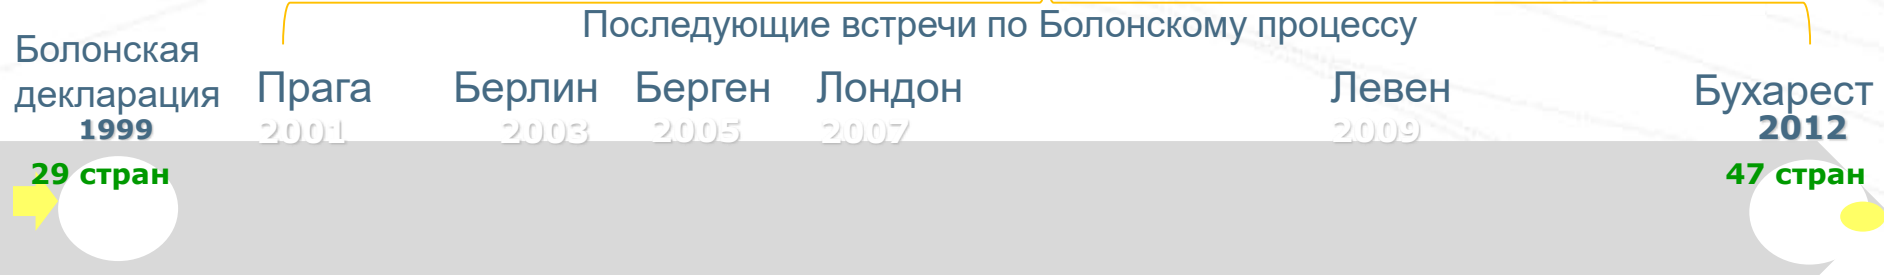 Последующие встречи по Болонскому процессу
Болонская
декларация
1999
29 стран
Прага
2001
Берлин
2003
Берген
2005
Лондон
2007
Левен
2009
Бухарест
2012
47 стран